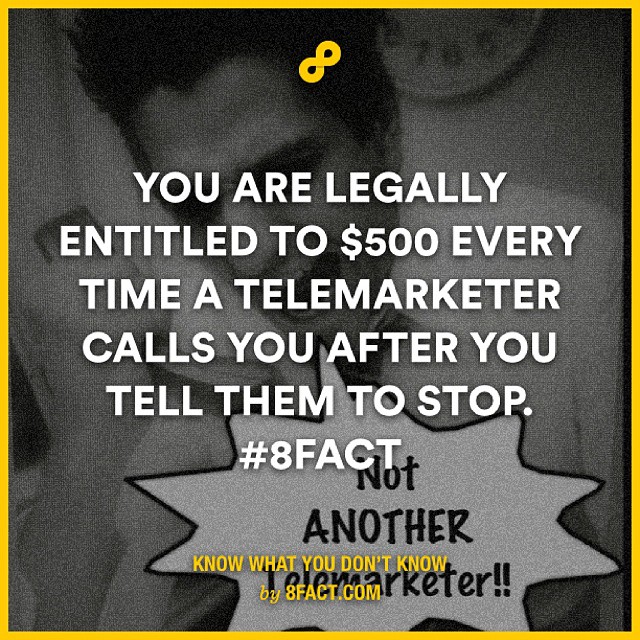 YOU ARE LEGALLY
ENTITLED TO $500 EVERY
TIME A TELEMARKETER
CALLS YOU AFTER YOU
TELL THEM TO STOP.
#8FACT
Not
ANOTHER
KNOW WHAT YOU DON'T KNOW
Telemarketer!!
by 8FACT.COM